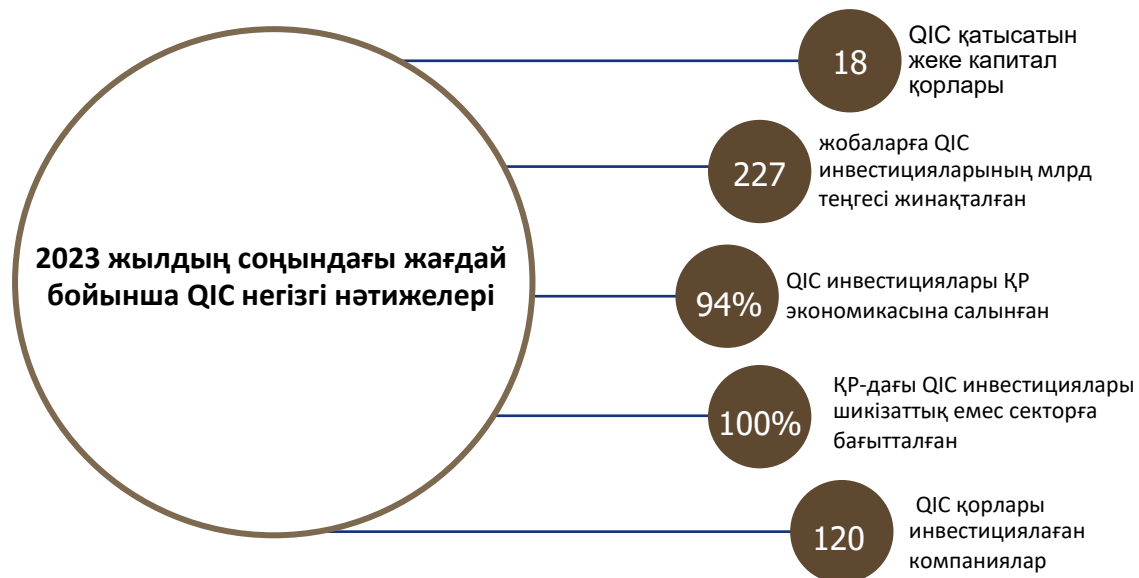 2023 жылдың соңындағы жағдай
бойынша QIC негізгі нәтижелері
18
QIC қатысатын
жеке капитал
қорлары
227
жобаларға QIC
инвестицияларының млрд
теңгесі жинақталған
94%
QIC инвестициялары ҚР
экономикасына салынған
100%
ҚР-дағы QIC инвестициялары
шикізаттық емес секторға
бағытталған
120
QIC қорлары
инвестициялаған
компаниялар